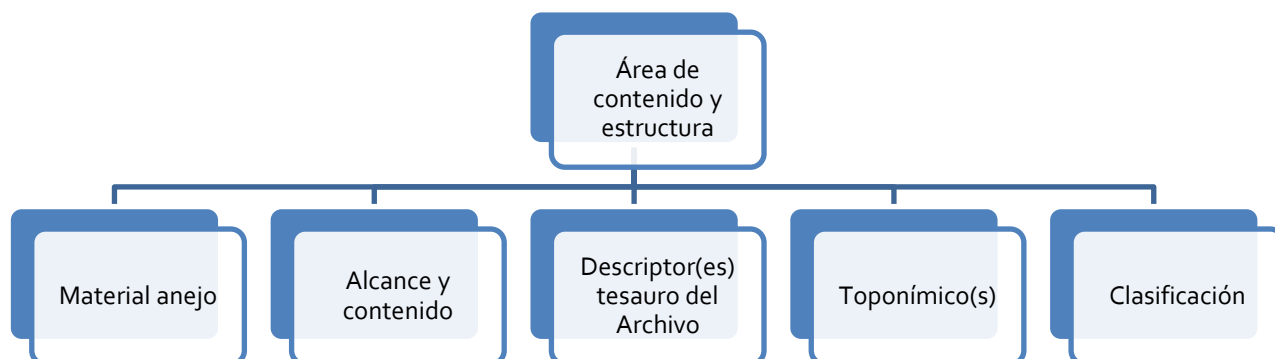 Área de
contenido y
estructura
Material anejo
Alcance y
contenido
Descriptor(es)
tesauro del
Archivo
Toponímico(s)
Clasificación